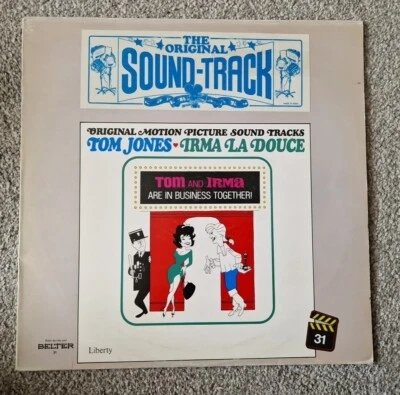 THE
ORIGINAL
SOUND-TRACK
ORIGINAL MOTION PICTURE SOUND TRACKS
TOM JONES ♥ IRMA LA DOUCE
TOM AND IRMA
ARE IN BUSINESS TOGETHER!
31
BELTER
Liberty